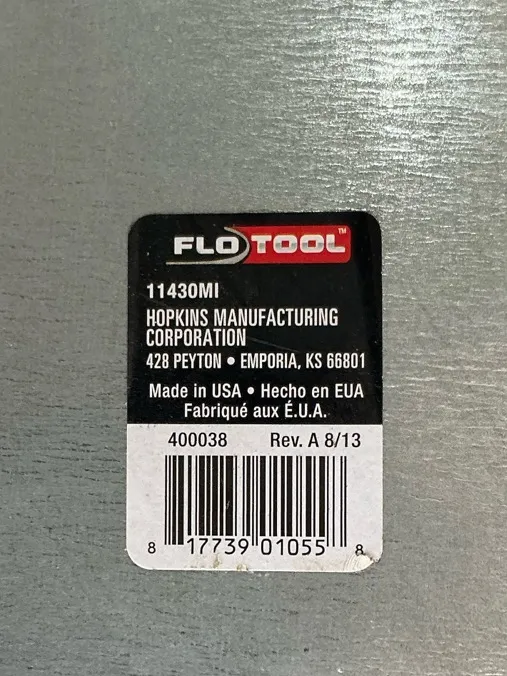 FLOTOOL™
11430MI
HOPKINS MANUFACTURING
CORPORATION
428 PEYTON • EMPORIA, KS 66801
Made in USA • Hecho en EUA
Fabriqué aux É.U.A.
400038 Rev. A 8/13
8 17739 01055 8